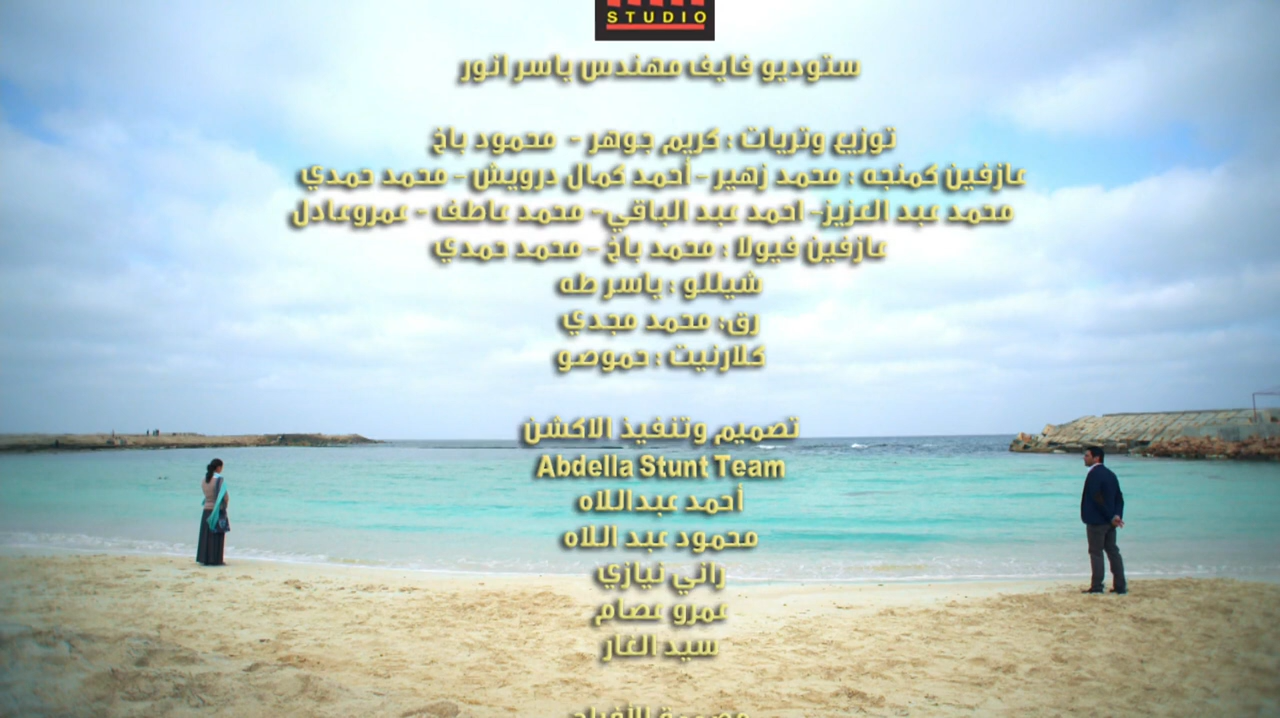 STUDIO
ستوديو فايف مهندس ياسر انور
توزيع وتريات : كريم جوهر - محمود باخ
عازفين كمنجه : محمد زهير - أحمد كمال درويش - محمد حمدي
محمد عبد العزيز- احمد عبد الباقي- محمد عاطف - عمروعادل
عازفين فيولا : محمد باخ - محمد حمدي
شيللو : ياسر طه
رق: محمد مجدي
كلارنيت : حموصو
تصميم وتنفيذ الاكشن
Abdella Stunt Team
أحمد عبداللاه
محمود عبد اللاه
راني نيازي
عمرو عصام
سيد الغار